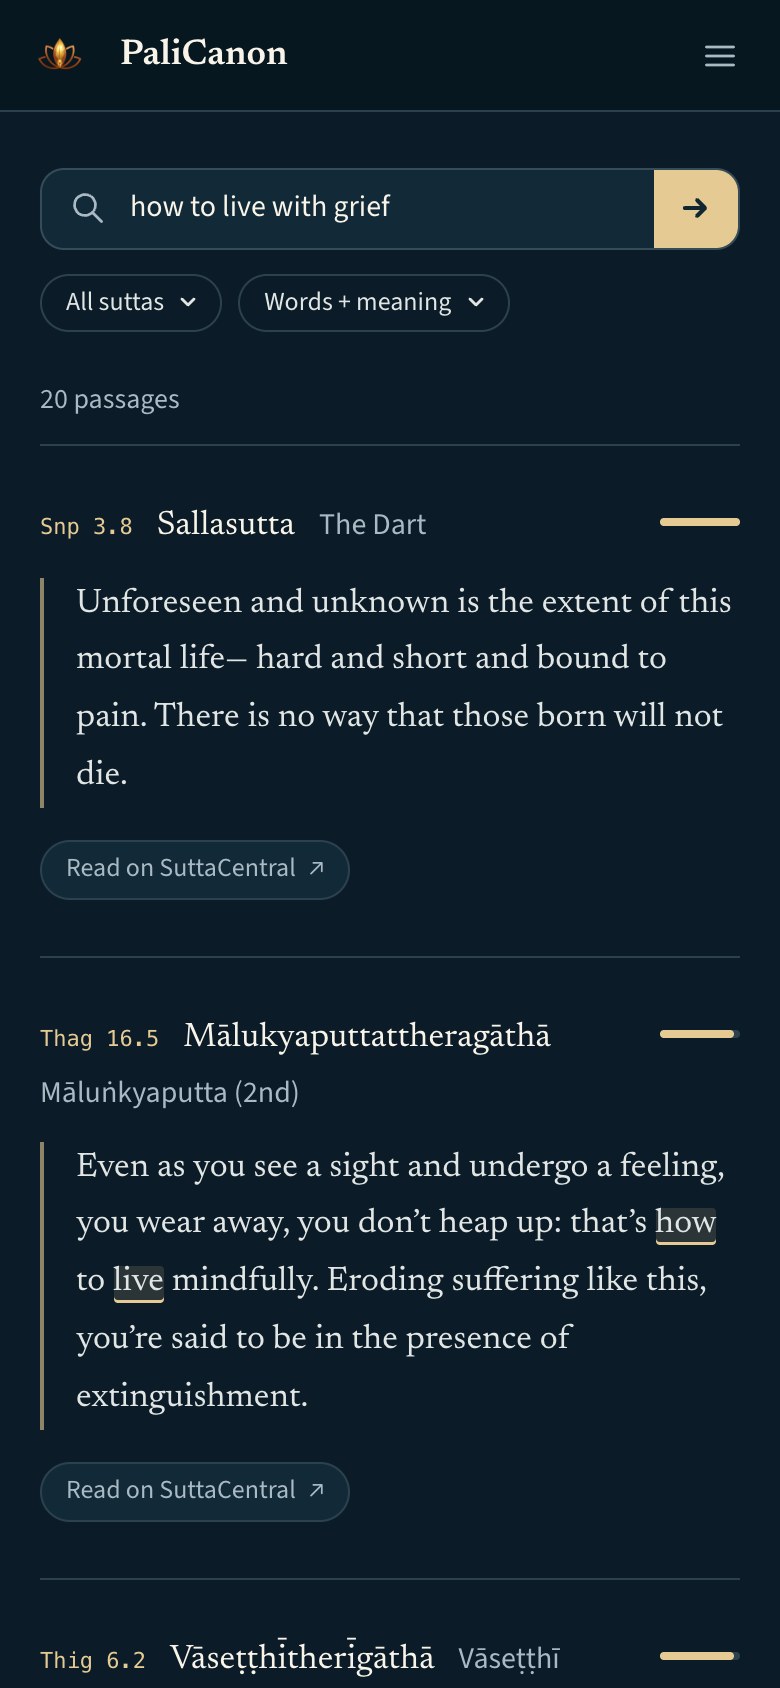 PaliCanon
how to live with grief
All suttas
Words + meaning
20 passages
Snp 3.8 Sallasutta The Dart
Unforeseen and unknown is the extent of this
mortal life– hard and short and bound to
pain. There is no way that those born will not
die.
Read on SuttaCentral ↗
Thag 16.5 Mālukyaputtattheragāthā
Māluṅkyaputta (2nd)
Even as you see a sight and undergo a feeling,
you wear away, you don’t heap up: that’s how
to live mindfully. Eroding suffering like this,
you’re said to be in the presence of
extinguishment.
Read on SuttaCentral ↗
Thig 6.2 Vāseṭṭhītherīgāthā Vāseṭṭhī